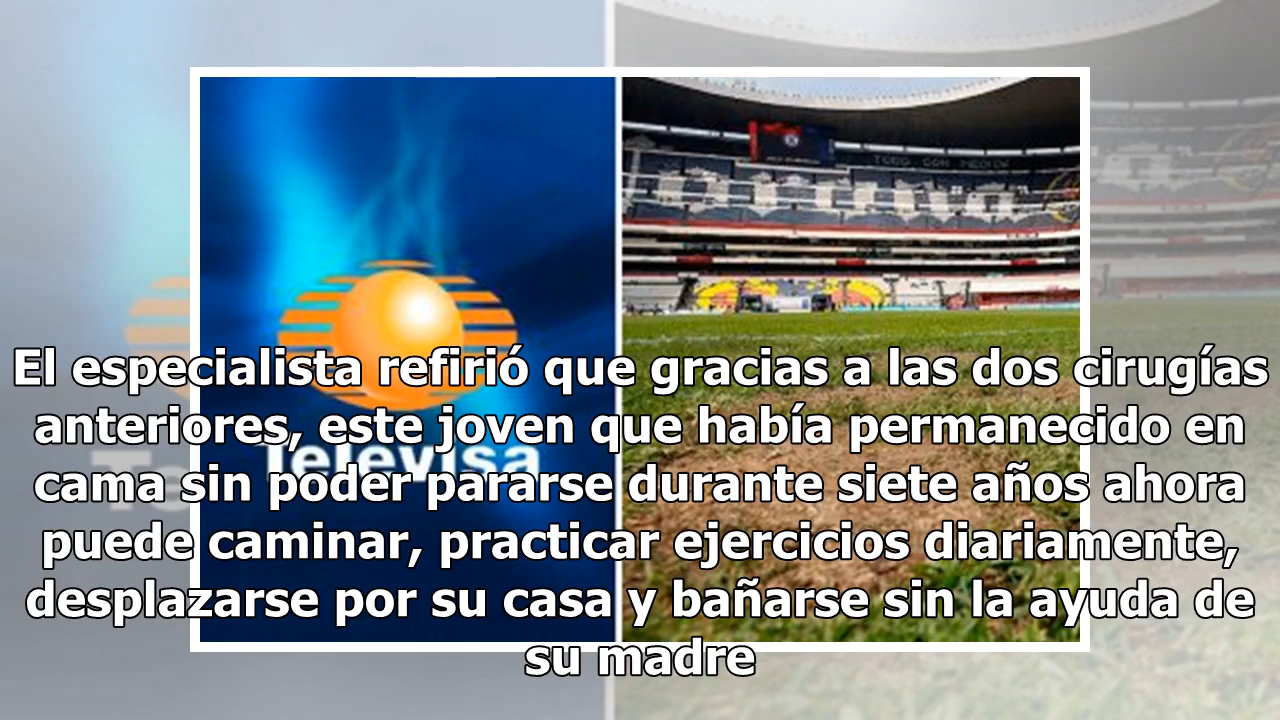 El especialista refirió que gracias a las dos cirugías
anteriores, este joven que había permanecido en
cama sin poder pararse durante siete años ahora
puede caminar, practicar ejercicios diariamente,
desplazarse por su casa y bañarse sin la ayuda de
su madre
Televisa